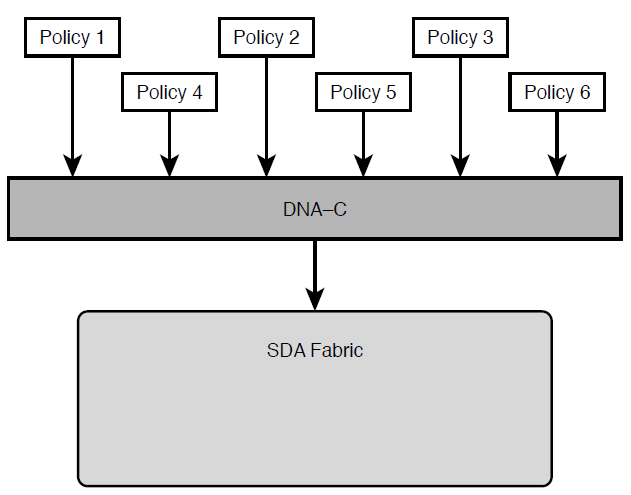 Policy 1
Policy 2
Policy 3
Policy 4
Policy 5
Policy 6
DNA–C
SDA Fabric